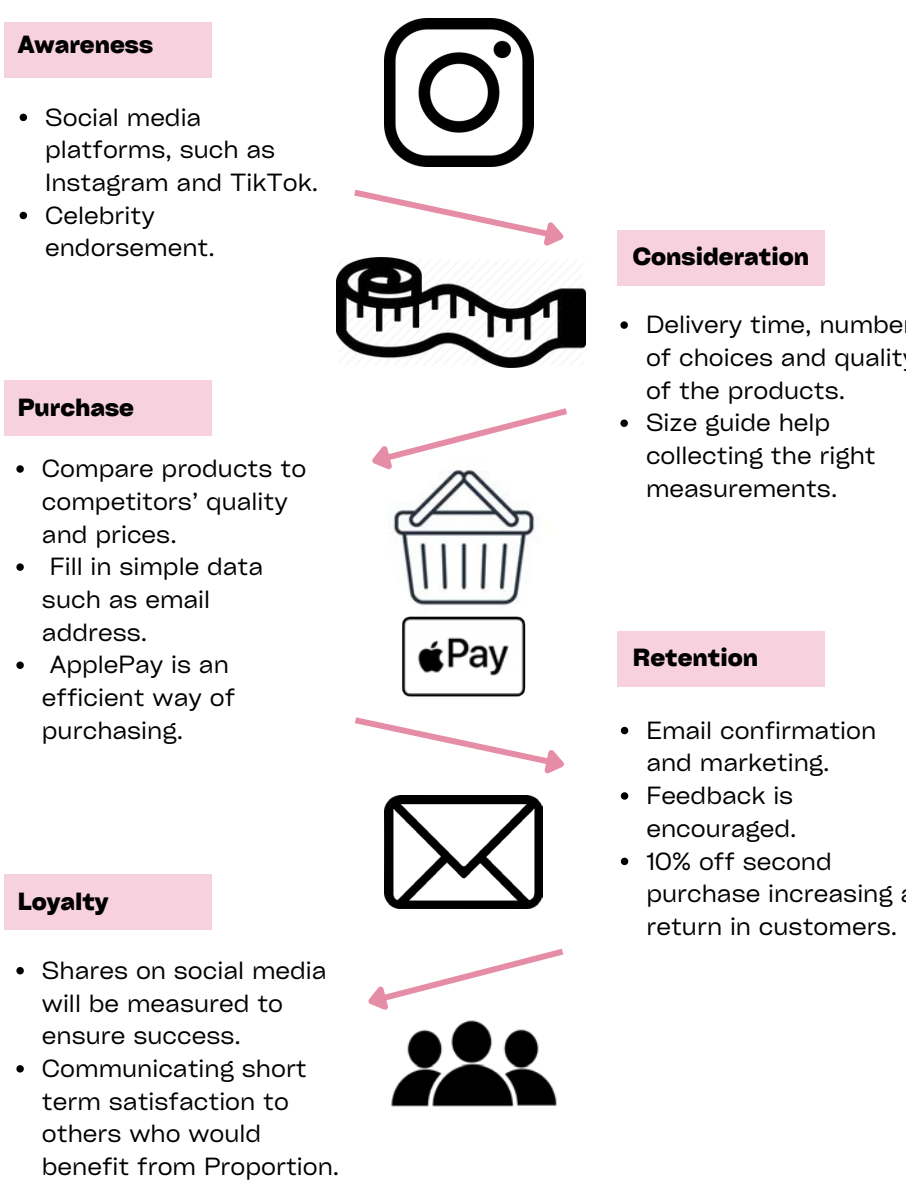 Awareness
• Social media
platforms, such as
Instagram and TikTok.
• Celebrity
endorsement.
Consideration
• Delivery time, number
of choices and quality
of the products.
• Size guide help
collecting the right
measurements.
Purchase
• Compare products to
competitors’ quality
and prices.
• Fill in simple data
such as email
address.
• ApplePay is an
efficient way of
purchasing.
Pay
Retention
• Email confirmation
and marketing.
• Feedback is
encouraged.
• 10% off second
purchase increasing a
return in customers.
Loyalty
• Shares on social media
will be measured to
ensure success.
• Communicating short
term satisfaction to
others who would
benefit from Proportion.